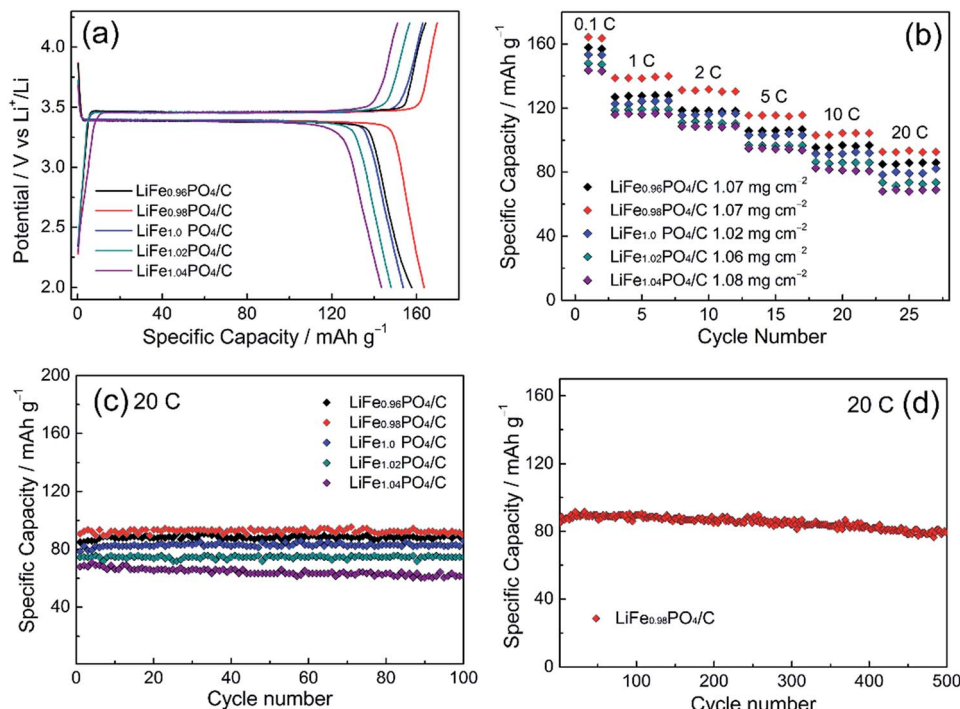 (a)
4.0
3.5
3.0
2.5
2.0
Potential / V vs Li⁺/Li
LiFe₀.₉₆PO₄/C
LiFe₀.₉₈PO₄/C
LiFe₁.₀ PO₄/C
LiFe₁.₀₂PO₄/C
LiFe₁.₀₄PO₄/C
0 40 80 120 160
Specific Capacity / mAh g⁻¹
(b)
160
120
80
40
0
Specific Capacity / mAh g⁻¹
0.1 C
1 C
2 C
5 C
10 C
20 C
LiFe₀.₉₆PO₄/C 1.07 mg cm⁻²
LiFe₀.₉₈PO₄/C 1.07 mg cm⁻²
LiFe₁.₀ PO₄/C 1.02 mg cm⁻²
LiFe₁.₀₂PO₄/C 1.06 mg cm⁻²
LiFe₁.₀₄PO₄/C 1.08 mg cm⁻²
0 5 10 15 20 25
Cycle Number
(c) 20 C
200
160
120
80
40
Specific Capacity / mAh g⁻¹
LiFe₀.₉₆PO₄/C
LiFe₀.₉₈PO₄/C
LiFe₁.₀ PO₄/C
LiFe₁.₀₂PO₄/C
LiFe₁.₀₄PO₄/C
0 20 40 60 80 100
Cycle number
20 C (d)
160
120
80
40
0
Specific Capacity / mAh g⁻¹
LiFe₀.₉₈PO₄/C
100 200 300 400 500
Cycle number